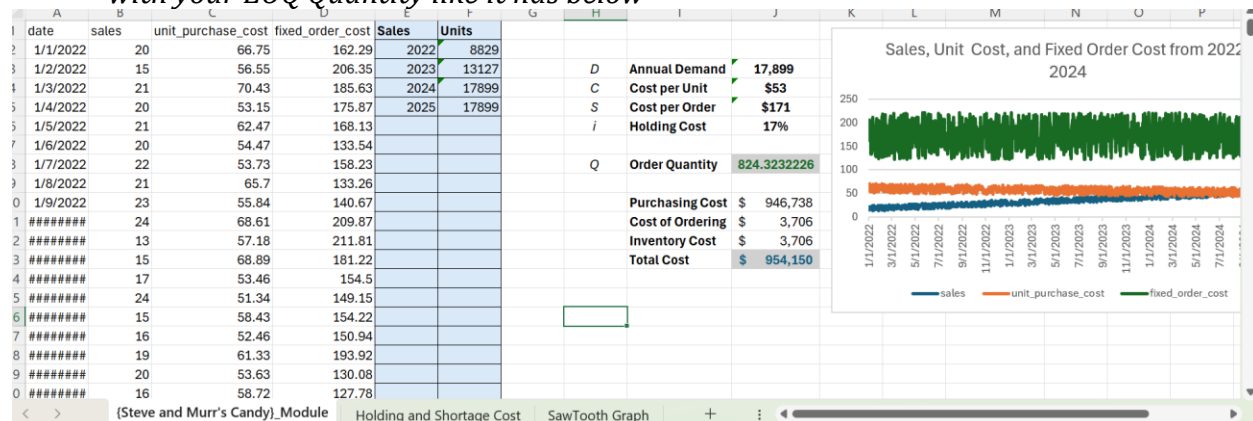 with your EOQ Quantity like it has below
A B C D E F G H I J K L M N O P
date sales unit_purchase_cost fixed_order_cost Sales Units
1/1/2022 20 66.75 162.29 2022 8829
1/2/2022 15 56.55 206.35 2023 13127 D Annual Demand 17,899
1/3/2022 21 70.43 185.63 2024 17899 C Cost per Unit $53
1/4/2022 20 53.15 175.87 2025 17899 S Cost per Order $171
1/5/2022 21 62.47 168.13 i Holding Cost 17%
1/6/2022 20 54.47 133.54
1/7/2022 22 53.73 158.23 Q Order Quantity 824.3232226
1/8/2022 21 65.7 133.26
1/9/2022 23 55.84 140.67 Purchasing Cost $ 946,738
######## 24 68.61 209.87 Cost of Ordering $ 3,706
######## 13 57.18 211.81 Inventory Cost $ 3,706
######## 15 68.89 181.22 Total Cost $ 954,150
######## 17 53.46 154.5
######## 24 51.34 149.15
######## 15 58.43 154.22
######## 16 52.46 150.94
######## 19 61.33 193.92
######## 20 53.63 130.08
######## 16 58.72 127.78
Sales, Unit Cost, and Fixed Order Cost from 2022
2024
250
200
150
100
50
0
1/1/2022 3/1/2022 5/1/2022 7/1/2022 9/1/2022 11/1/2022 1/1/2023 3/1/2023 5/1/2023 7/1/2023 9/1/2023 11/1/2023 1/1/2024 3/1/2024 5/1/2024 7/1/2024
sales unit_purchase_cost fixed_order_cost
{Steve and Murr's Candy}_Module Holding and Shortage Cost SawTooth Graph